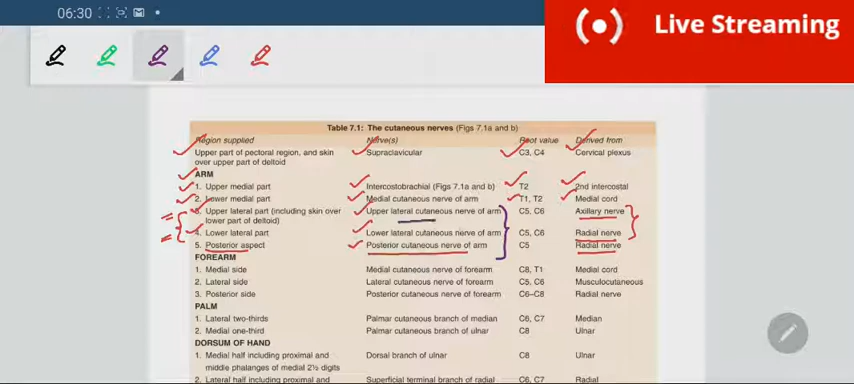 06:30
Live Streaming
Table 7.1: The cutaneous nerves (Figs 7.1a and b)
Region supplied Nerve(s) Root value Derived from
Upper part of pectoral region, and skin Supraclavicular C3, C4 Cervical plexus
over upper part of deltoid
ARM
1. Upper medial part Intercostobrachial (Figs 7.1a and b) T2 2nd intercostal
2. Lower medial part Medial cutaneous nerve of arm T1, T2 Medial cord
3. Upper lateral part (including skin over Upper lateral cutaneous nerve of arm C5, C6 Axillary nerve
lower part of deltoid)
4. Lower lateral part Lower lateral cutaneous nerve of arm C5, C6 Radial nerve
5. Posterior aspect Posterior cutaneous nerve of arm C5 Radial nerve
FOREARM
1. Medial side Medial cutaneous nerve of forearm C8, T1 Medial cord
2. Lateral side Lateral cutaneous nerve of forearm C5, C6 Musculocutaneous
3. Posterior side Posterior cutaneous nerve of forearm C6–C8 Radial nerve
PALM
1. Lateral two-thirds Palmar cutaneous branch of median C6, C7 Median
2. Medial one-third Palmar cutaneous branch of ulnar C8 Ulnar
DORSUM OF HAND
1. Medial half including proximal and Dorsal branch of ulnar C8 Ulnar
middle phalanges of medial 2½ digits
2. Lateral half including proximal and Superficial terminal branch of radial C6, C7 Radial